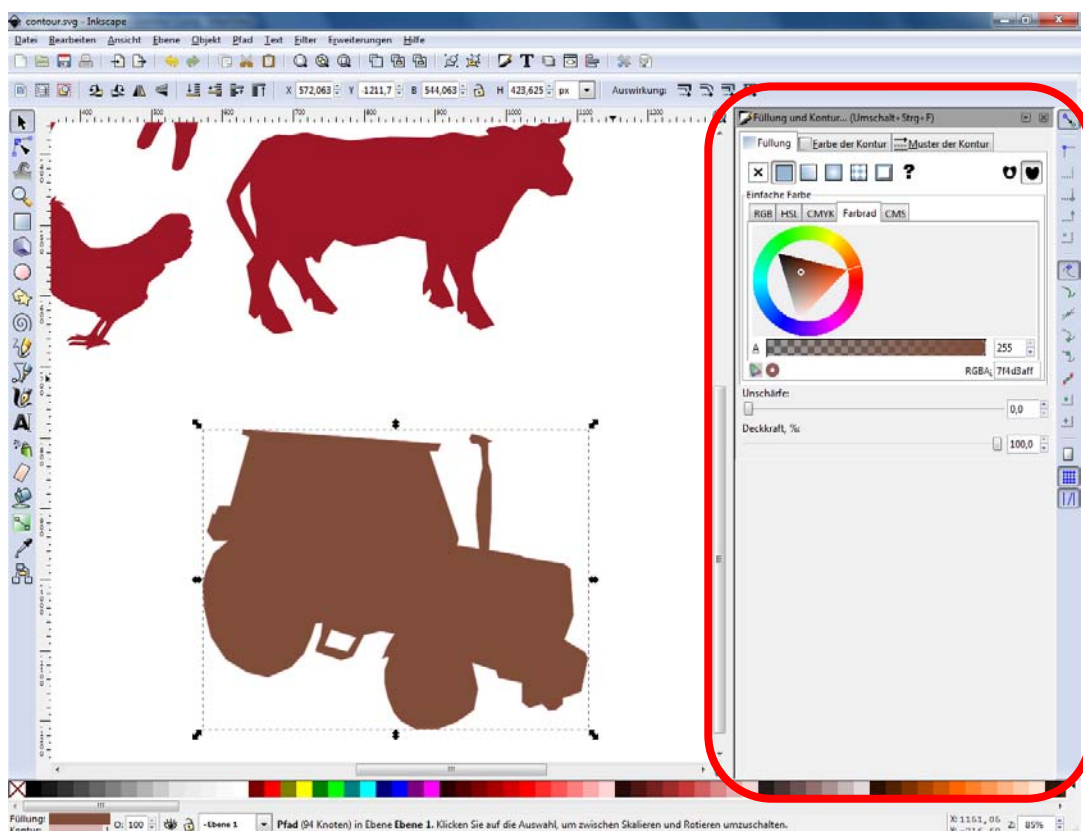 contour.svg - Inkscape
Datei Bearbeiten Ansicht Ebene Objekt Pfad Text Filter Erweiterungen Hilfe
X 572,063 Y -1211,7 B 544,063 H 423,625 px Auswirkung:
Füllung und Kontur... (Umschalt+Strg+F)
Füllung Farbe der Kontur Muster der Kontur
?
Einfache Farbe
RGB HSL CMYK Farbrad CMS
A 255
RGBA: 7f4d3aff
Unschärfe:
0,0
Deckkraft, %:
100,0
Füllung:
Kontur:
O: 100 -Ebene 1 Pfad (94 Knoten) in Ebene Ebene 1. Klicken Sie auf die Auswahl, um zwischen Skalieren und Rotieren umzuschalten.
Z: 85%